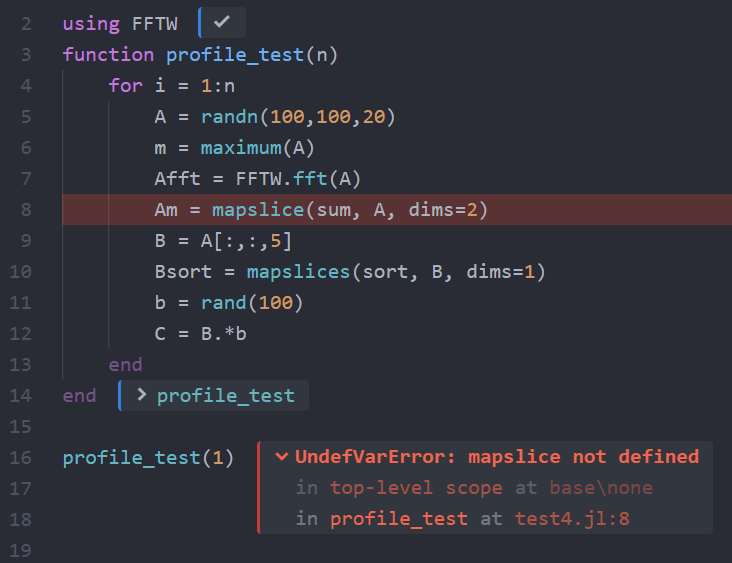 2 using FFTW ✓
3 function profile_test(n)
4     for i = 1:n
5         A = randn(100,100,20)
6         m = maximum(A)
7         Afft = FFTW.fft(A)
8         Am = mapslice(sum, A, dims=2)
9         B = A[:,:,5]
10         Bsort = mapslices(sort, B, dims=1)
11         b = rand(100)
12         C = B.*b
13     end
14 end > profile_test
15
16 profile_test(1) UndefVarError: mapslice not defined
17 in top-level scope at base\none
18 in profile_test at test4.jl:8
19